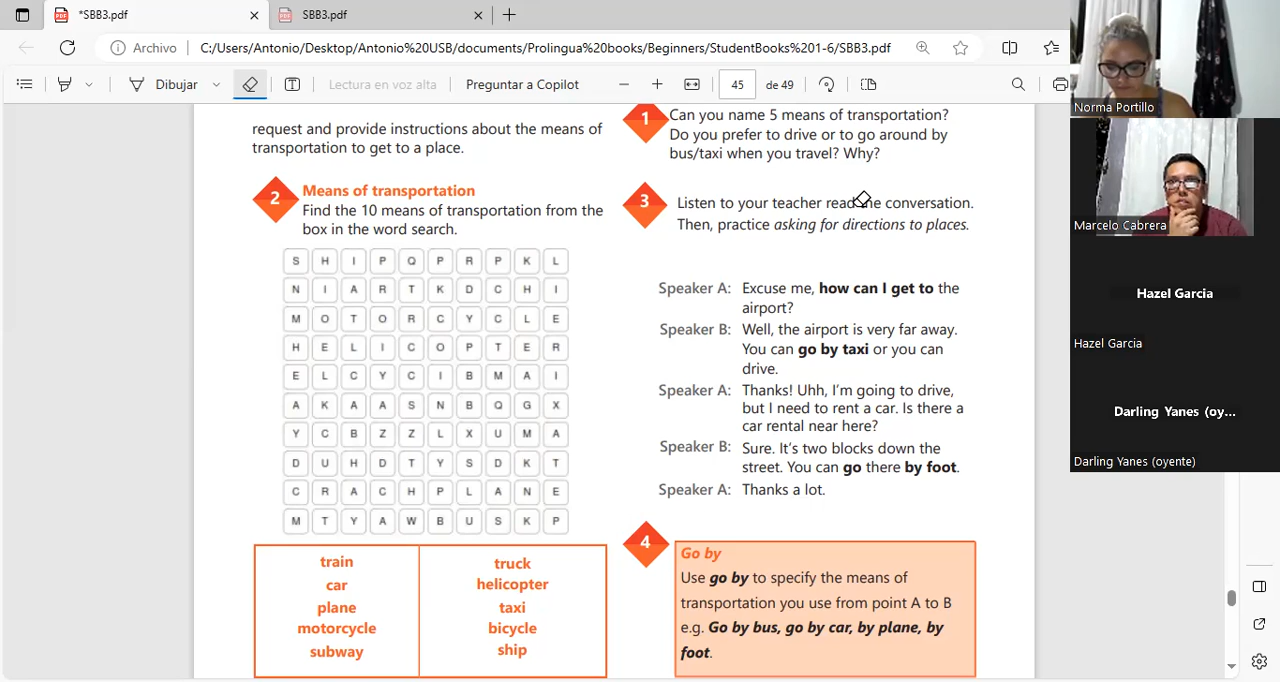 *SBB3.pdf
SBB3.pdf
Archivo
C:/Users/Antonio/Desktop/Antonio%20USB/documents/Prolingua%20books/Beginners/StudentBooks%201-6/SBB3.pdf
Dibujar
Lectura en voz alta
Preguntar a Copilot
45
de 49
request and provide instructions about the means of
transportation to get to a place.
2
Means of transportation
Find the 10 means of transportation from the
box in the word search.
S H I P Q P R P K L
N I A R T K D C H I
M O T O R C Y C L E
H E L I C O P T E R
E L C Y C I B M A I
A K A A S N B Q G X
Y C B Z Z L X U M A
D U H D T Y S D K T
C R A C H P L A N E
M T Y A W B U S K P
train
car
plane
motorcycle
subway
truck
helicopter
taxi
bicycle
ship
1
Can you name 5 means of transportation?
Do you prefer to drive or to go around by
bus/taxi when you travel? Why?
3
Listen to your teacher read the conversation.
Then, practice asking for directions to places.
Speaker A: Excuse me, how can I get to the
airport?
Speaker B: Well, the airport is very far away.
You can go by taxi or you can
drive.
Speaker A: Thanks! Uhh, I'm going to drive,
but I need to rent a car. Is there a
car rental near here?
Speaker B: Sure. It's two blocks down the
street. You can go there by foot.
Speaker A: Thanks a lot.
4
Go by
Use go by to specify the means of
transportation you use from point A to B
e.g. Go by bus, go by car, by plane, by
foot.
Norma Portillo
Marcelo Cabrera
Hazel Garcia
Hazel Garcia
Darling Yanes (oy...
Darling Yanes (oyente)